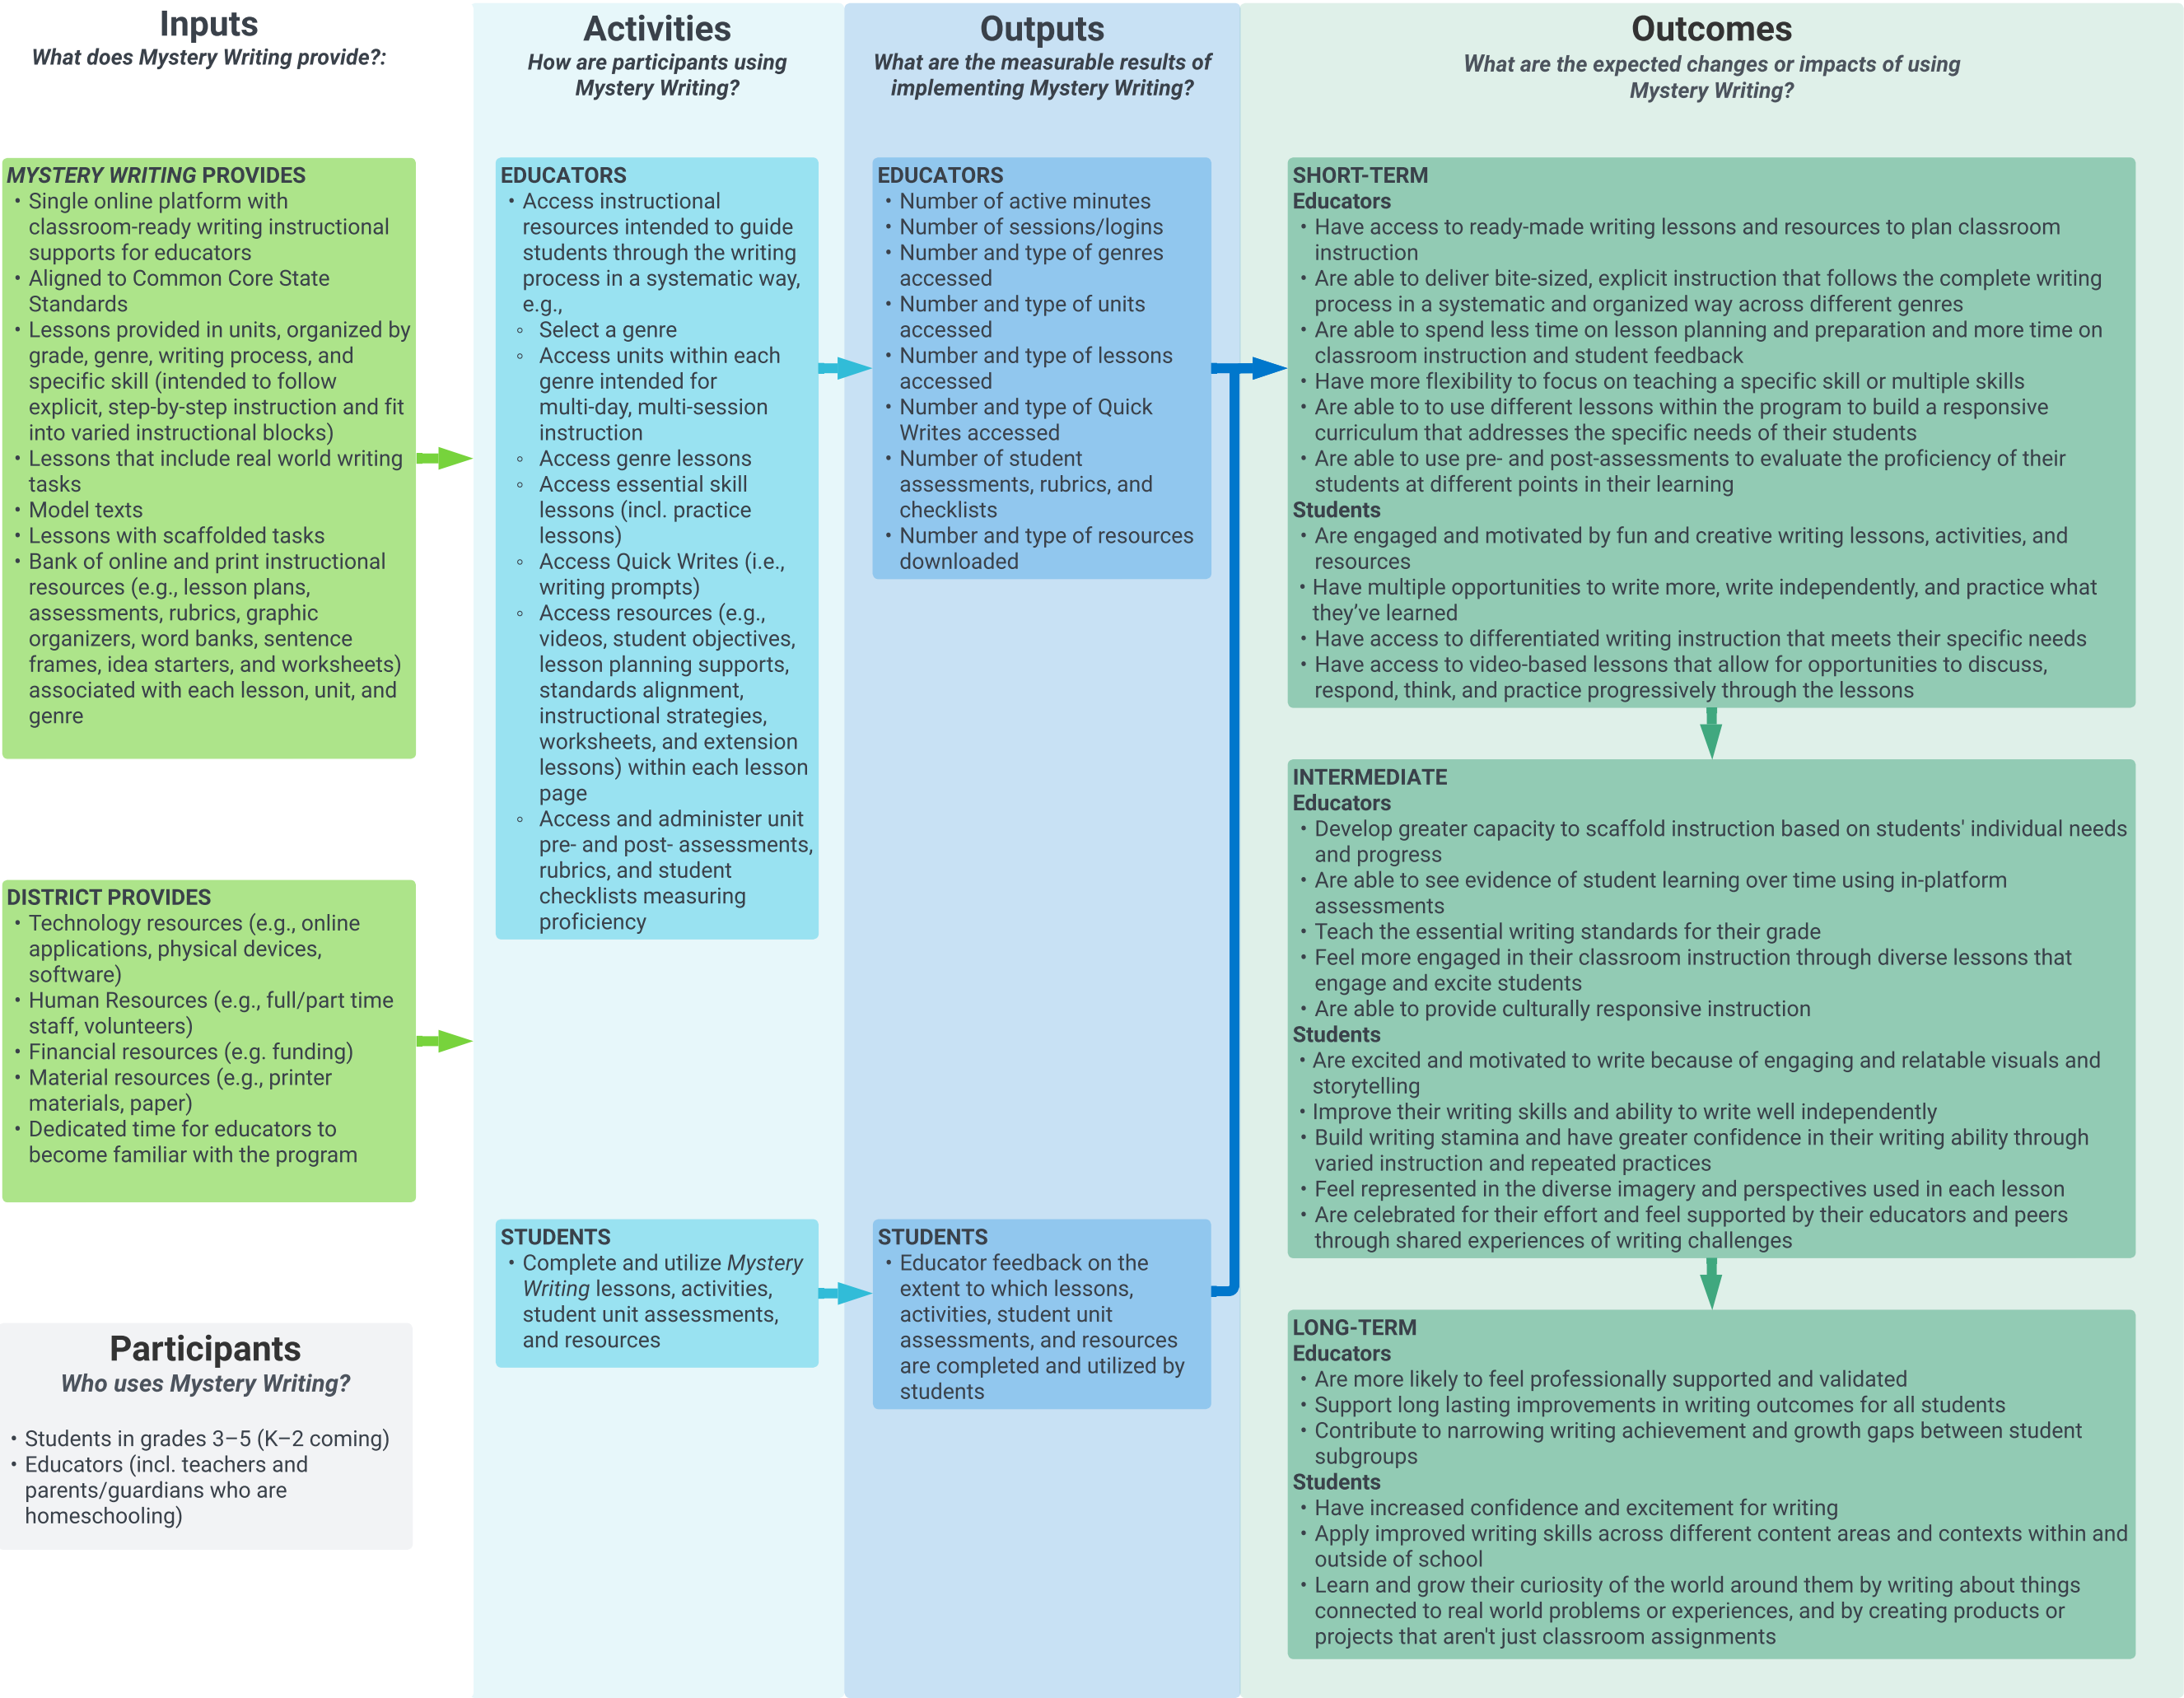 Inputs
What does Mystery Writing provide?:
MYSTERY WRITING PROVIDES
• Single online platform with
classroom-ready writing instructional
supports for educators
• Aligned to Common Core State
Standards
• Lessons provided in units, organized by
grade, genre, writing process, and
specific skill (intended to follow
explicit, step-by-step instruction and fit
into varied instructional blocks)
• Lessons that include real world writing
tasks
• Model texts
• Lessons with scaffolded tasks
• Bank of online and print instructional
resources (e.g., lesson plans,
assessments, rubrics, graphic
organizers, word banks, sentence
frames, idea starters, and worksheets)
associated with each lesson, unit, and
genre
DISTRICT PROVIDES
• Technology resources (e.g., online
applications, physical devices,
software)
• Human Resources (e.g., full/part time
staff, volunteers)
• Financial resources (e.g. funding)
• Material resources (e.g., printer
materials, paper)
• Dedicated time for educators to
become familiar with the program
Participants
Who uses Mystery Writing?
• Students in grades 3–5 (K–2 coming)
• Educators (incl. teachers and
parents/guardians who are
homeschooling)
Activities
How are participants using
Mystery Writing?
EDUCATORS
• Access instructional
resources intended to guide
students through the writing
process in a systematic way,
e.g.,
◦ Select a genre
◦ Access units within each
genre intended for
multi-day, multi-session
instruction
◦ Access genre lessons
◦ Access essential skill
lessons (incl. practice
lessons)
◦ Access Quick Writes (i.e.,
writing prompts)
◦ Access resources (e.g.,
videos, student objectives,
lesson planning supports,
standards alignment,
instructional strategies,
worksheets, and extension
lessons) within each lesson
page
◦ Access and administer unit
pre- and post- assessments,
rubrics, and student
checklists measuring
proficiency
STUDENTS
• Complete and utilize Mystery
Writing lessons, activities,
student unit assessments,
and resources
Outputs
What are the measurable results of
implementing Mystery Writing?
EDUCATORS
• Number of active minutes
• Number of sessions/logins
• Number and type of genres
accessed
• Number and type of units
accessed
• Number and type of lessons
accessed
• Number and type of Quick
Writes accessed
• Number of student
assessments, rubrics, and
checklists
• Number and type of resources
downloaded
STUDENTS
• Educator feedback on the
extent to which lessons,
activities, student unit
assessments, and resources
are completed and utilized by
students
Outcomes
What are the expected changes or impacts of using
Mystery Writing?
SHORT-TERM
Educators
• Have access to ready-made writing lessons and resources to plan classroom
instruction
• Are able to deliver bite-sized, explicit instruction that follows the complete writing
process in a systematic and organized way across different genres
• Are able to spend less time on lesson planning and preparation and more time on
classroom instruction and student feedback
• Have more flexibility to focus on teaching a specific skill or multiple skills
• Are able to to use different lessons within the program to build a responsive
curriculum that addresses the specific needs of their students
• Are able to use pre- and post-assessments to evaluate the proficiency of their
students at different points in their learning
Students
• Are engaged and motivated by fun and creative writing lessons, activities, and
resources
• Have multiple opportunities to write more, write independently, and practice what
they’ve learned
• Have access to differentiated writing instruction that meets their specific needs
• Have access to video-based lessons that allow for opportunities to discuss,
respond, think, and practice progressively through the lessons
INTERMEDIATE
Educators
• Develop greater capacity to scaffold instruction based on students' individual needs
and progress
• Are able to see evidence of student learning over time using in-platform
assessments
• Teach the essential writing standards for their grade
• Feel more engaged in their classroom instruction through diverse lessons that
engage and excite students
• Are able to provide culturally responsive instruction
Students
• Are excited and motivated to write because of engaging and relatable visuals and
storytelling
• Improve their writing skills and ability to write well independently
• Build writing stamina and have greater confidence in their writing ability through
varied instruction and repeated practices
• Feel represented in the diverse imagery and perspectives used in each lesson
• Are celebrated for their effort and feel supported by their educators and peers
through shared experiences of writing challenges
LONG-TERM
Educators
• Are more likely to feel professionally supported and validated
• Support long lasting improvements in writing outcomes for all students
• Contribute to narrowing writing achievement and growth gaps between student
subgroups
Students
• Have increased confidence and excitement for writing
• Apply improved writing skills across different content areas and contexts within and
outside of school
• Learn and grow their curiosity of the world around them by writing about things
connected to real world problems or experiences, and by creating products or
projects that aren't just classroom assignments